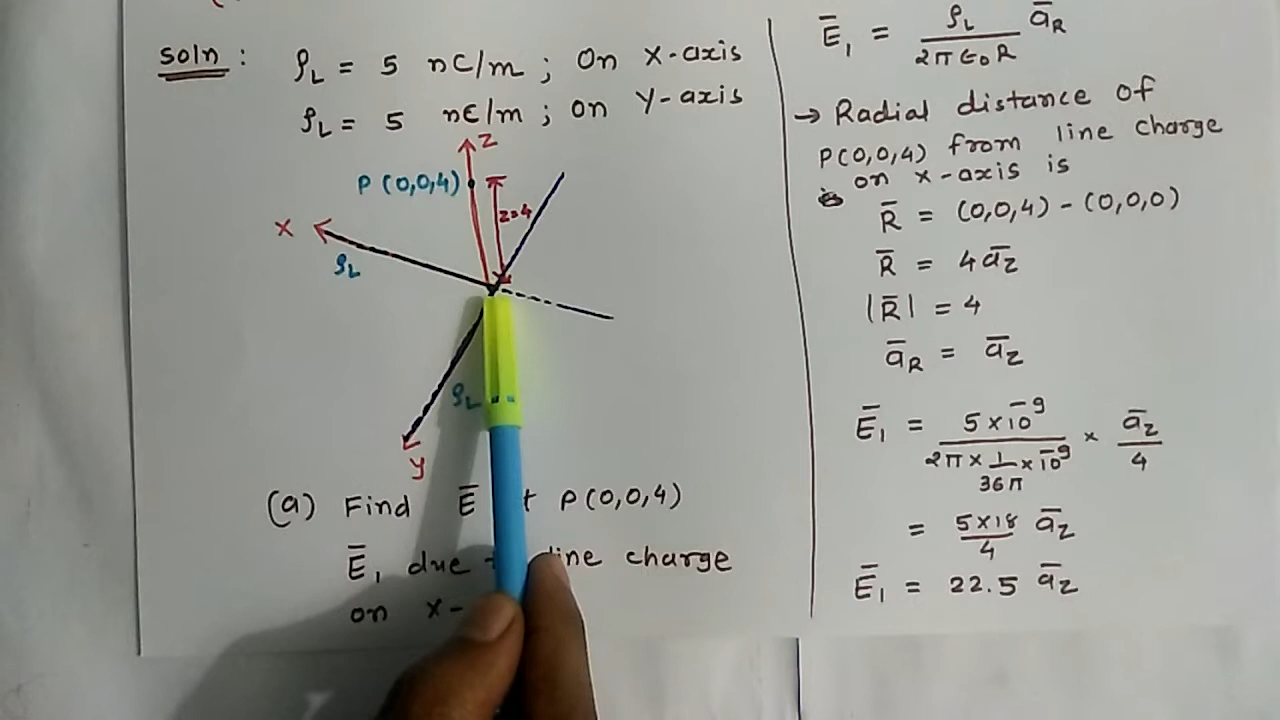 soln : ρL = 5 nC/m ; On X-axis
ρL = 5 nC/m ; on Y-axis
Z
P (0,0,4)
z=4
X
ρL
ρL
y
(a) Find E̅ P(0,0,4)
E̅₁ due line charge
on x-
E̅₁ = ρL / 2π ϵ₀ R a̅R
→ Radial distance of
P(0,0,4) from line charge
on x-axis is
R̅ = (0,0,4) - (0,0,0)
R̅ = 4a̅z
|R̅| = 4
a̅R = a̅z
E̅₁ = 5×10⁻⁹ / 2π × 1/36π × 10⁻⁹ × a̅z / 4
= 5×18 / 4 a̅z
E̅₁ = 22.5 a̅z